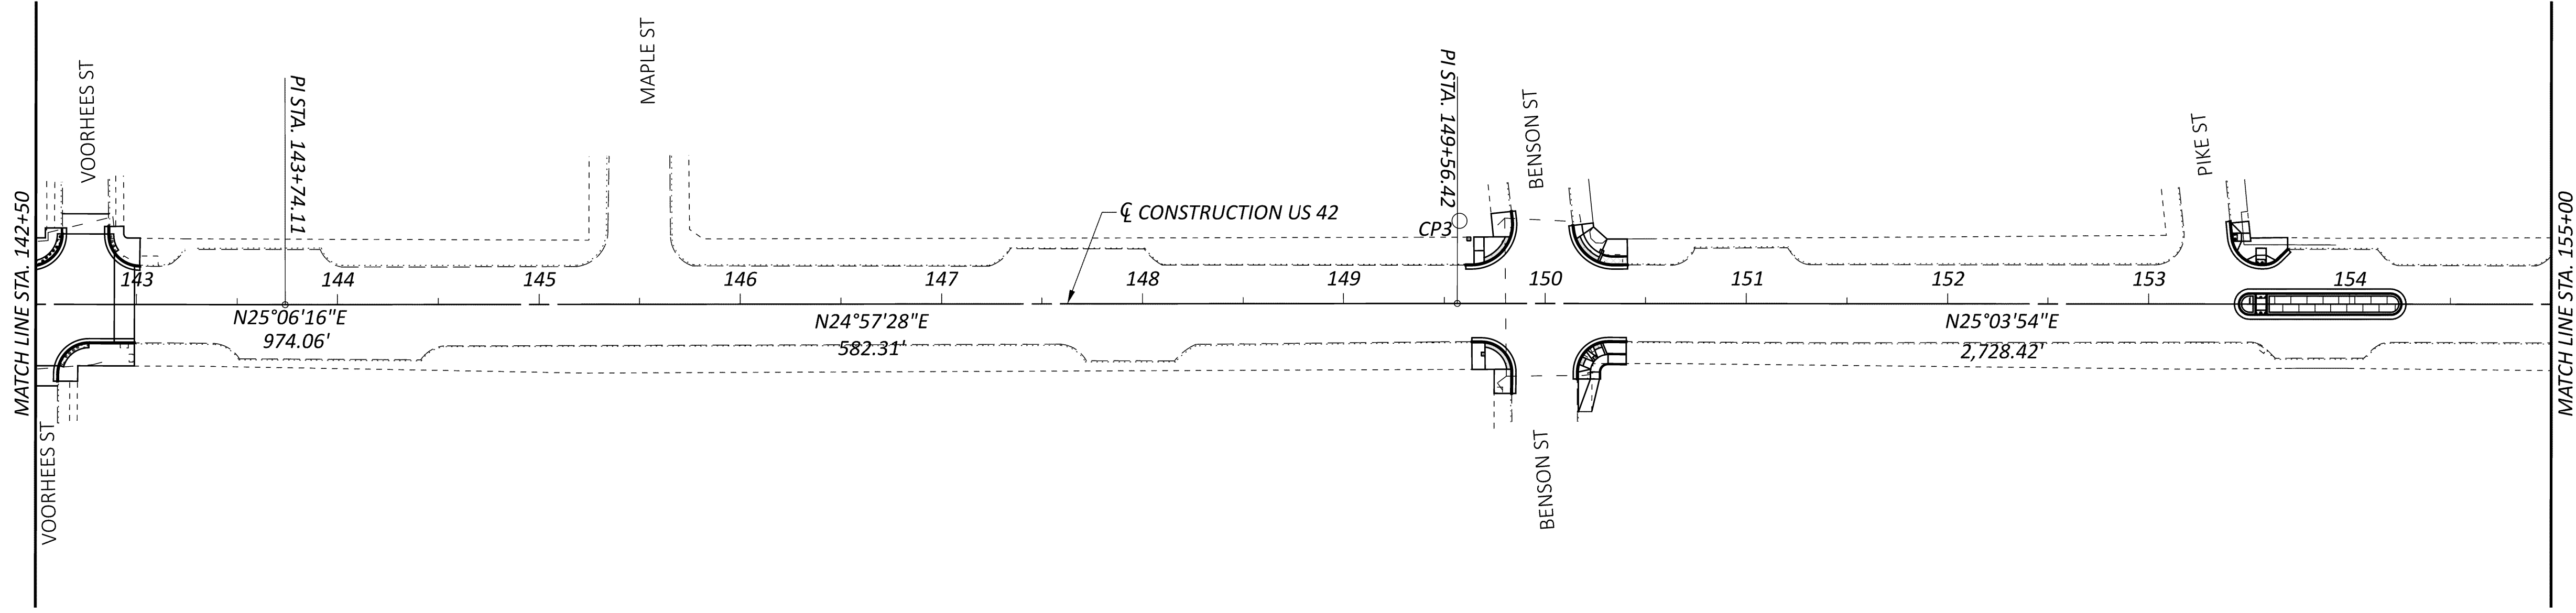 MATCH LINE STA. 142+50
VOORHEES ST
PI STA. 143+74.11
MAPLE ST
PI STA. 149+56.42
BENSON ST
PIKE ST
℄ CONSTRUCTION US 42
CP3
143
144
145
146
147
148
149
150
151
152
153
154
N25°06'16"E
974.06'
N24°57'28"E
582.31'
N25°03'54"E
2,728.42'
VOORHEES ST
BENSON ST
MATCH LINE STA. 155+00